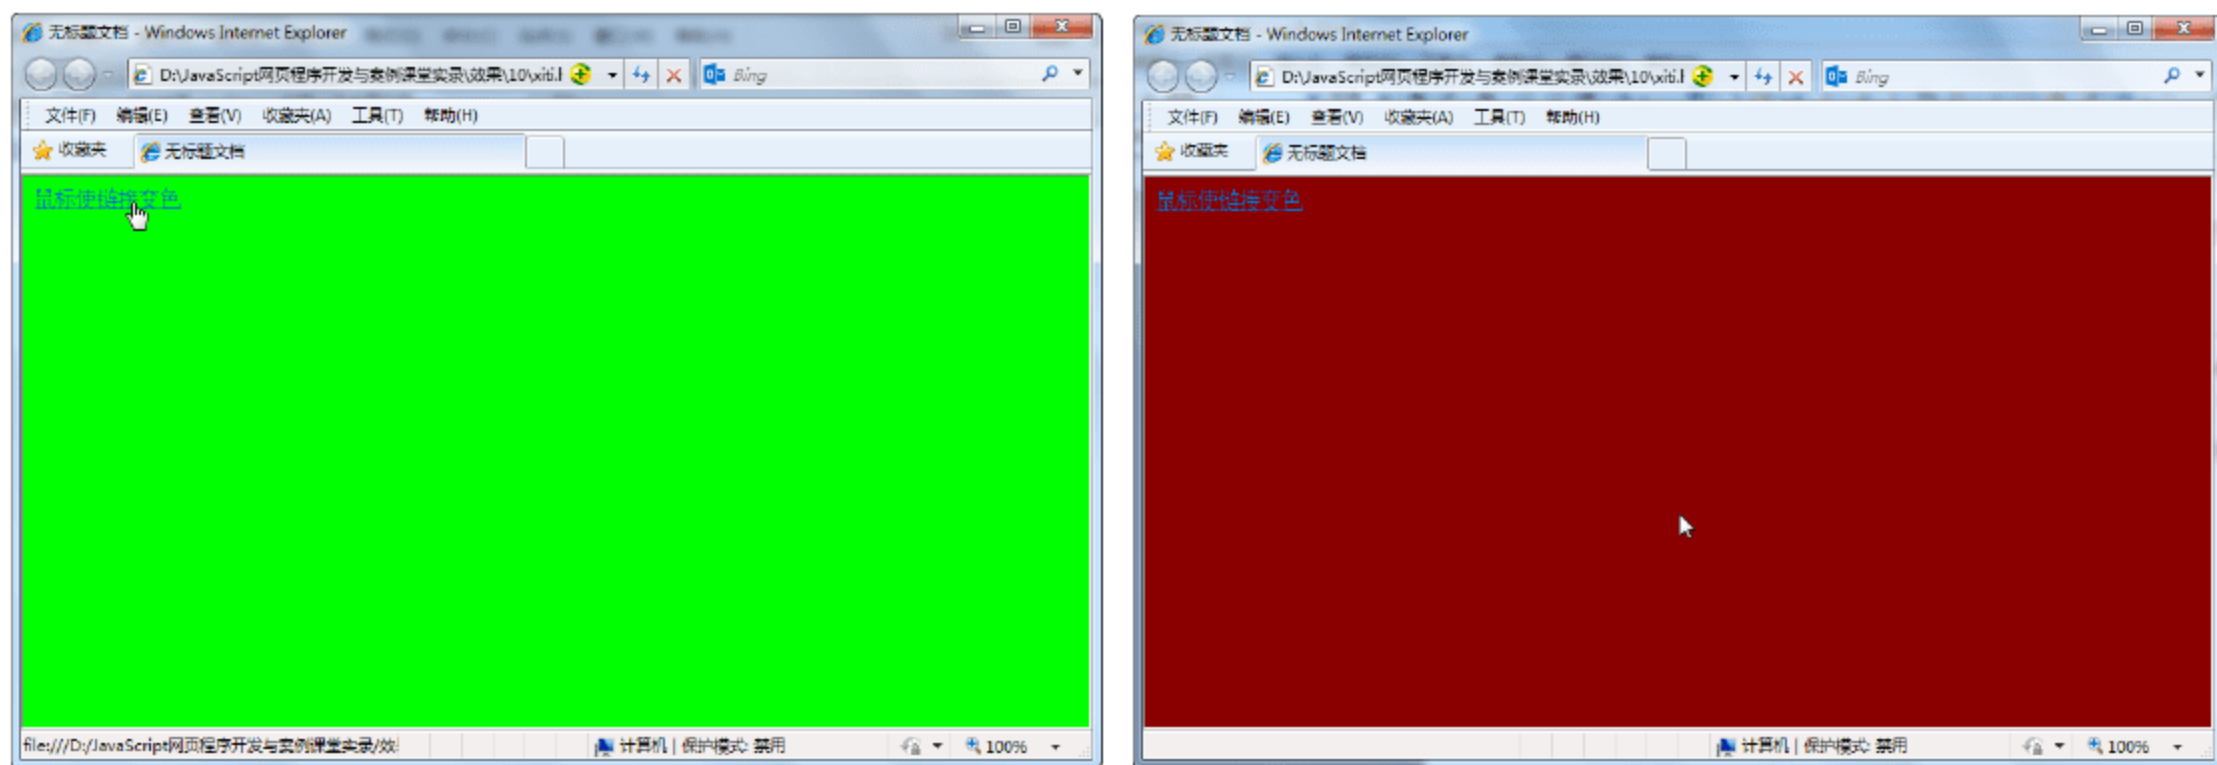 无标题文档 - Windows Internet Explorer
D:\JavaScript网页程序开发与案例课堂实录\效果\10\xiti.l
Bing
文件(F) 编辑(E) 查看(V) 收藏夹(A) 工具(T) 帮助(H)
收藏夹 无标题文档
鼠标使链接变色
file:///D:/JavaScript网页程序开发与案例课堂实录/效
计算机 | 保护模式: 禁用
100%
无标题文档 - Windows Internet Explorer
D:\JavaScript网页程序开发与案例课堂实录\效果\10\xiti.l
Bing
文件(F) 编辑(E) 查看(V) 收藏夹(A) 工具(T) 帮助(H)
收藏夹 无标题文档
鼠标使链接变色
计算机 | 保护模式: 禁用
100%